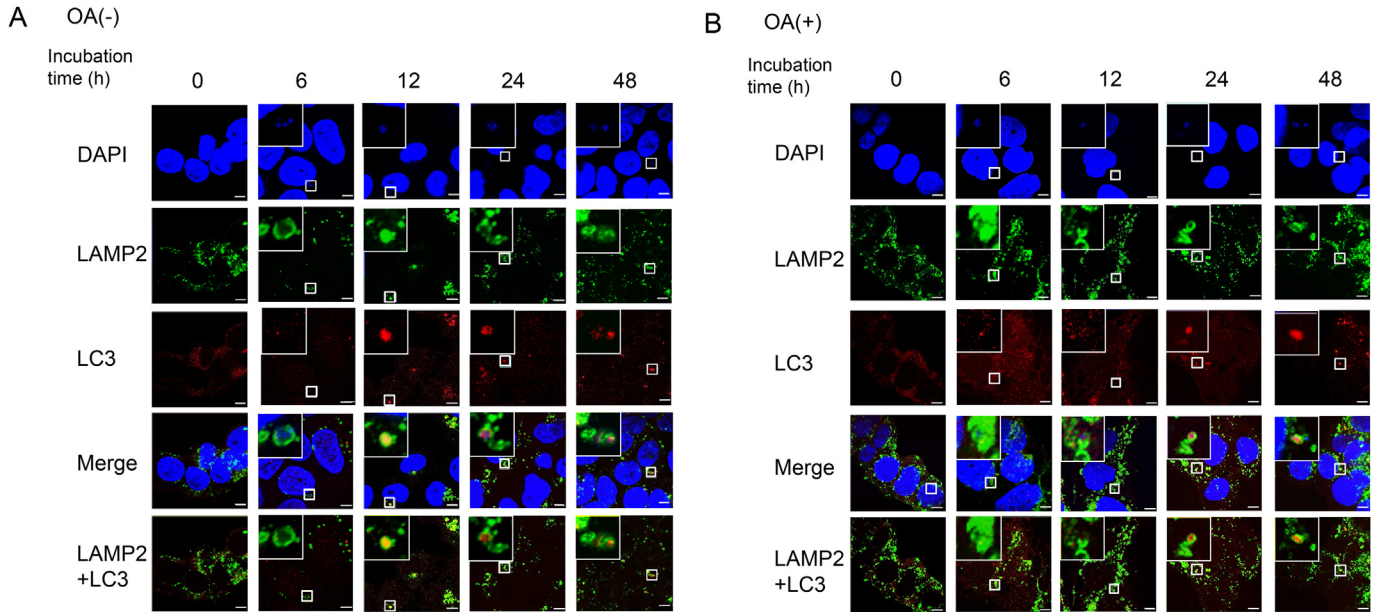 A OA(-)
Incubation
time (h) 0 6 12 24 48
DAPI
LAMP2
LC3
Merge
LAMP2
+LC3
B OA(+)
Incubation
time (h) 0 6 12 24 48
DAPI
LAMP2
LC3
Merge
LAMP2
+LC3